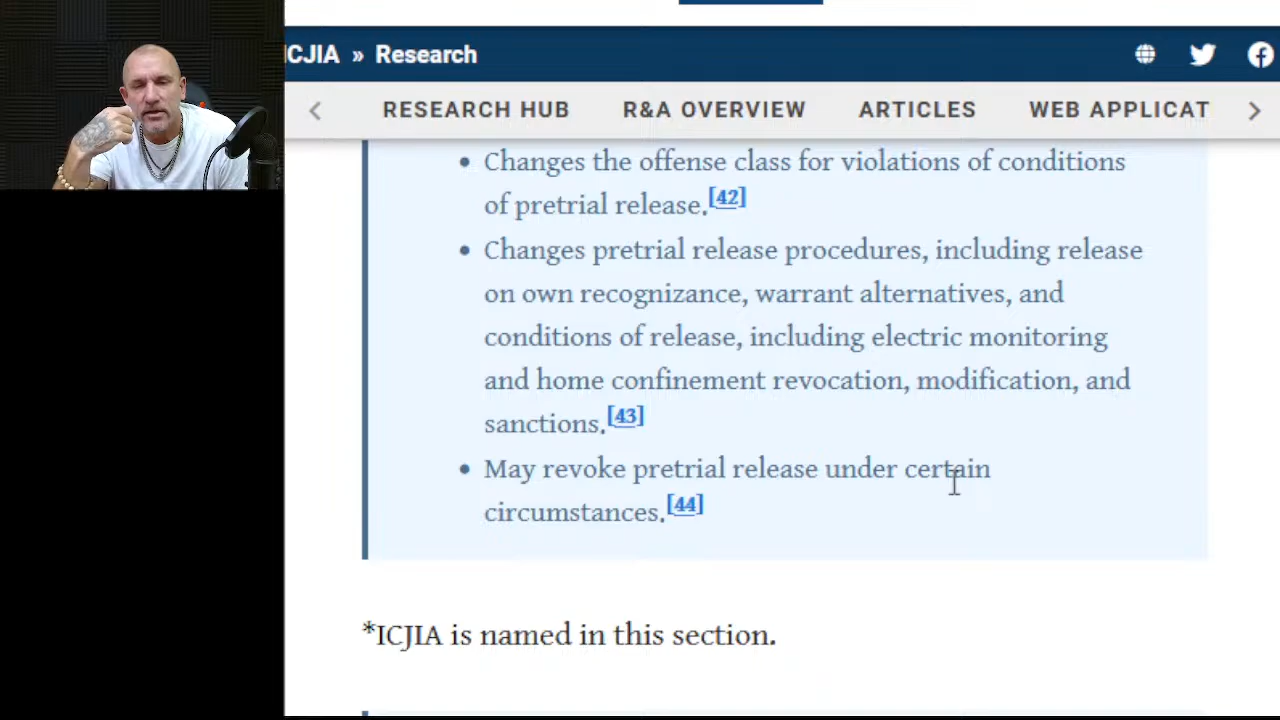 ICJIA » Research
RESEARCH HUB R&A OVERVIEW ARTICLES WEB APPLICAT
• Changes the offense class for violations of conditions
of pretrial release.[42]
• Changes pretrial release procedures, including release
on own recognizance, warrant alternatives, and
conditions of release, including electric monitoring
and home confinement revocation, modification, and
sanctions.[43]
• May revoke pretrial release under certain
circumstances.[44]
*ICJIA is named in this section.